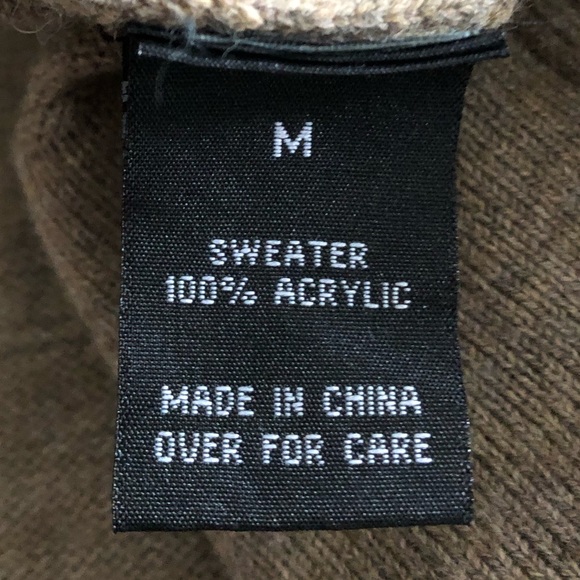 M
SWEATER
100% ACRYLIC
MADE IN CHINA
OVER FOR CARE